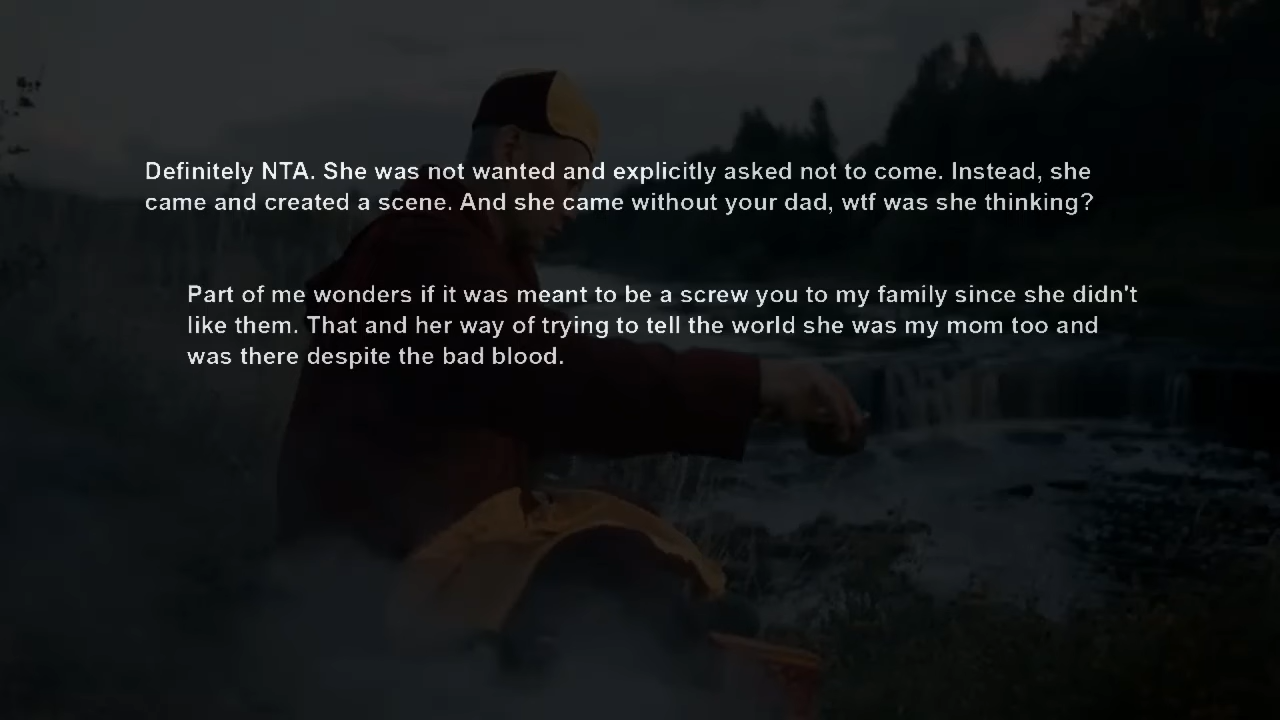 Definitely NTA. She was not wanted and explicitly asked not to come. Instead, she
came and created a scene. And she came without your dad, wtf was she thinking?
Part of me wonders if it was meant to be a screw you to my family since she didn't
like them. That and her way of trying to tell the world she was my mom too and
was there despite the bad blood.